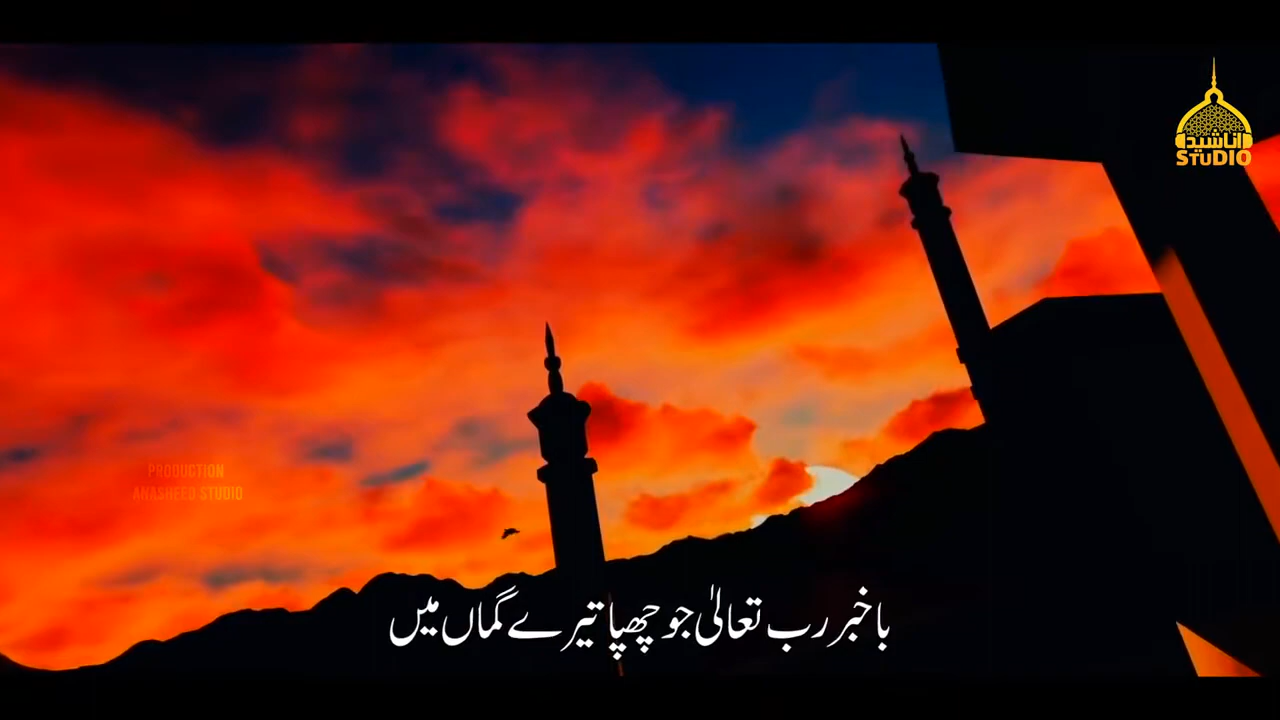 اناشید
STUDIO
PRODUCTION
ANASHEED STUDIO
باخبر رب تعالیٰ جو چھپا تیرے گماں میں